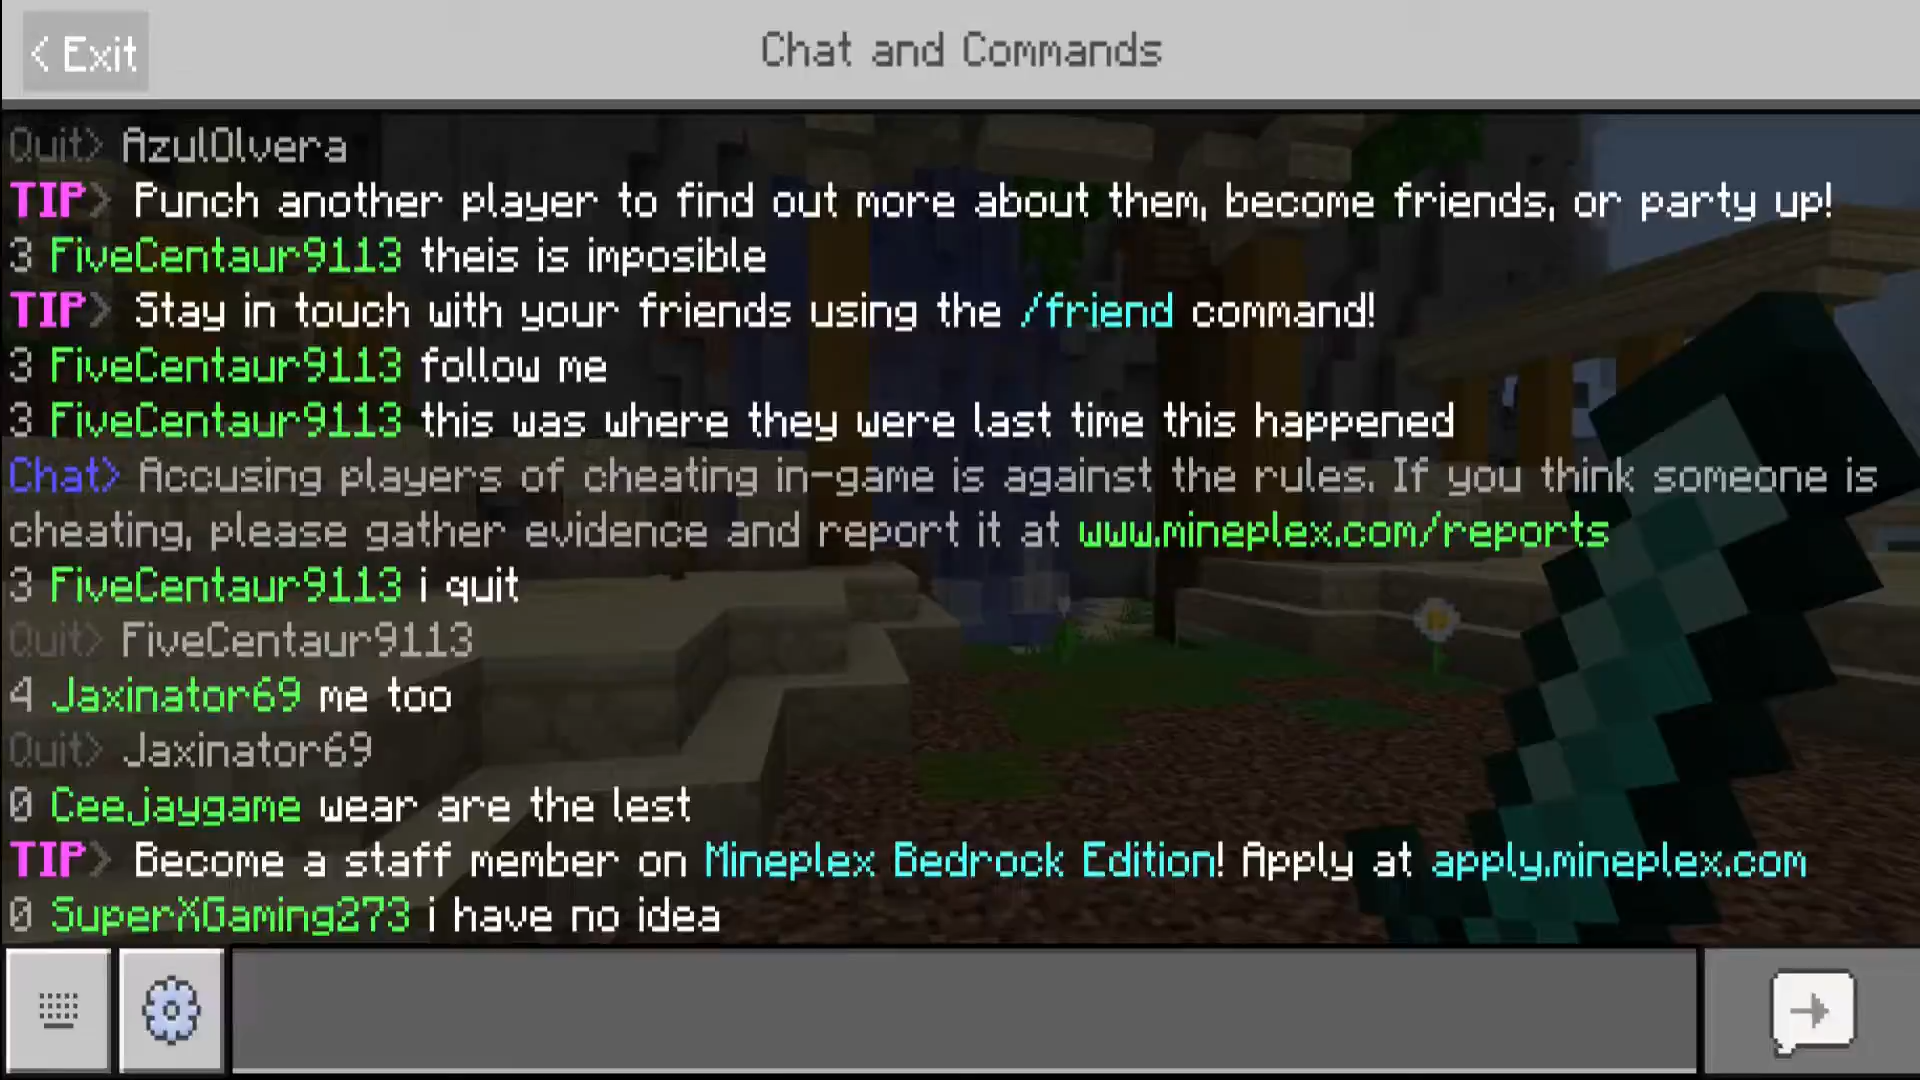 < Exit
Chat and Commands
Quit> AzulOlvera
TIP> Punch another player to find out more about them, become friends, or party up!
3 FiveCentaur9113 theis is imposible
TIP> Stay in touch with your friends using the /friend command!
3 FiveCentaur9113 follow me
3 FiveCentaur9113 this was where they were last time this happened
Chat> Accusing players of cheating in-game is against the rules. If you think someone is
cheating, please gather evidence and report it at www.mineplex.com/reports
3 FiveCentaur9113 i quit
Quit> FiveCentaur9113
4 Jaxinator69 me too
Quit> Jaxinator69
0 Ceejaygame wear are the lest
TIP> Become a staff member on Mineplex Bedrock Edition! Apply at apply.mineplex.com
0 SuperXGaming273 i have no idea